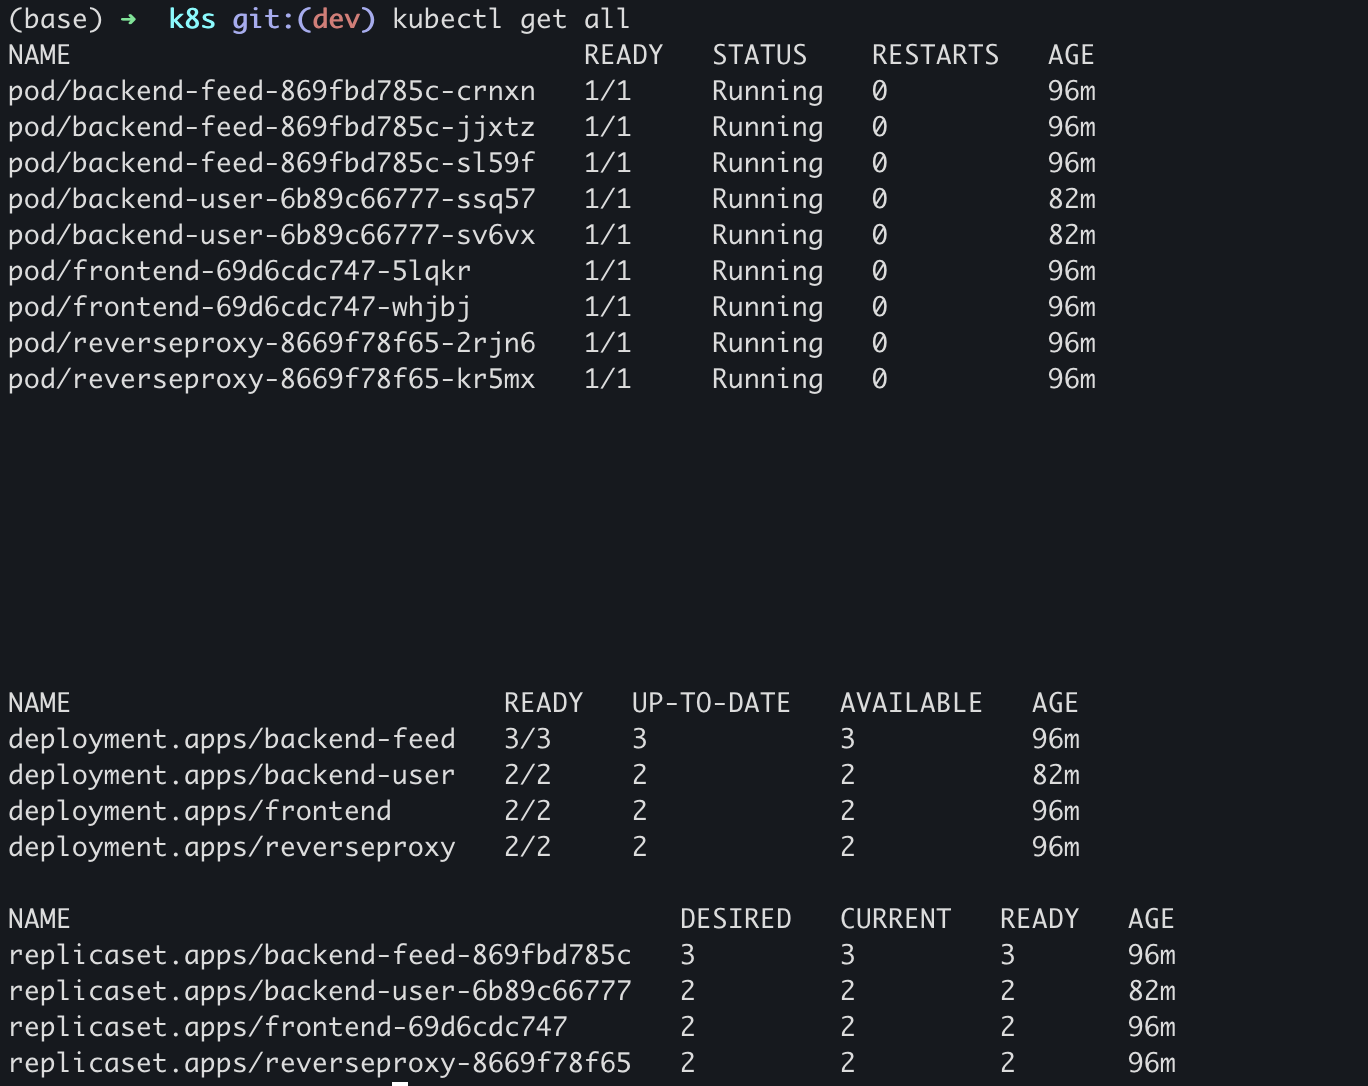 (base) ➜  k8s git:(dev) kubectl get all
NAME                                READY   STATUS    RESTARTS   AGE
pod/backend-feed-869fbd785c-crnxn   1/1     Running   0          96m
pod/backend-feed-869fbd785c-jjxtz   1/1     Running   0          96m
pod/backend-feed-869fbd785c-sl59f   1/1     Running   0          96m
pod/backend-user-6b89c66777-ssq57   1/1     Running   0          82m
pod/backend-user-6b89c66777-sv6vx   1/1     Running   0          82m
pod/frontend-69d6cdc747-5lqkr       1/1     Running   0          96m
pod/frontend-69d6cdc747-whjbj       1/1     Running   0          96m
pod/reverseproxy-8669f78f65-2rjn6   1/1     Running   0          96m
pod/reverseproxy-8669f78f65-kr5mx   1/1     Running   0          96m
NAME                           READY   UP-TO-DATE   AVAILABLE   AGE
deployment.apps/backend-feed   3/3     3            3           96m
deployment.apps/backend-user   2/2     2            2           82m
deployment.apps/frontend       2/2     2            2           96m
deployment.apps/reverseproxy   2/2     2            2           96m
NAME                                      DESIRED   CURRENT   READY   AGE
replicaset.apps/backend-feed-869fbd785c   3         3         3       96m
replicaset.apps/backend-user-6b89c66777   2         2         2       82m
replicaset.apps/frontend-69d6cdc747       2         2         2       96m
replicaset.apps/reverseproxy-8669f78f65   2         2         2       96m